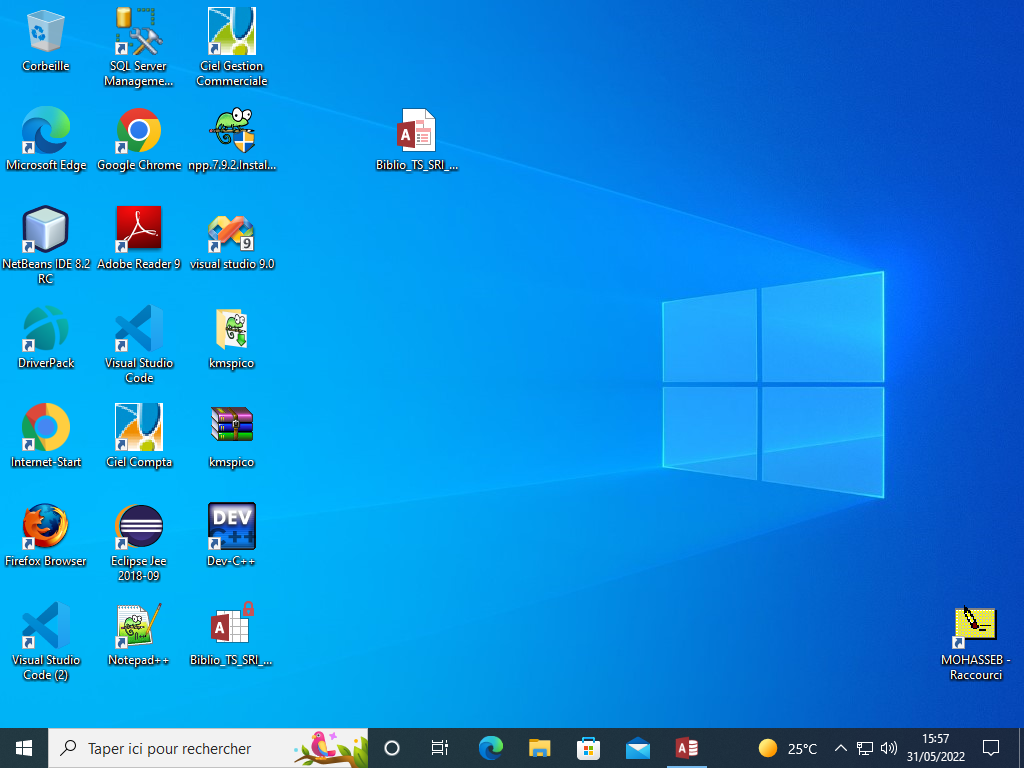 Corbeille
SQL Server
Manageme...
Ciel Gestion
Commerciale
Microsoft Edge
Google Chrome
npp.7.9.2.Instal...
Biblio_TS_SRI_...
NetBeans IDE 8.2
RC
Adobe Reader 9
visual studio 9.0
9
DriverPack
Visual Studio
Code
kmspico
Internet-Start
Ciel Compta
kmspico
Firefox Browser
Eclipse Jee
2018-09
DEV
C++
Dev-C++
Visual Studio
Code (2)
Notepad++
Biblio_TS_SRI_...
MOHASSEB -
Raccourci
Taper ici pour rechercher
25°C
15:57
31/05/2022